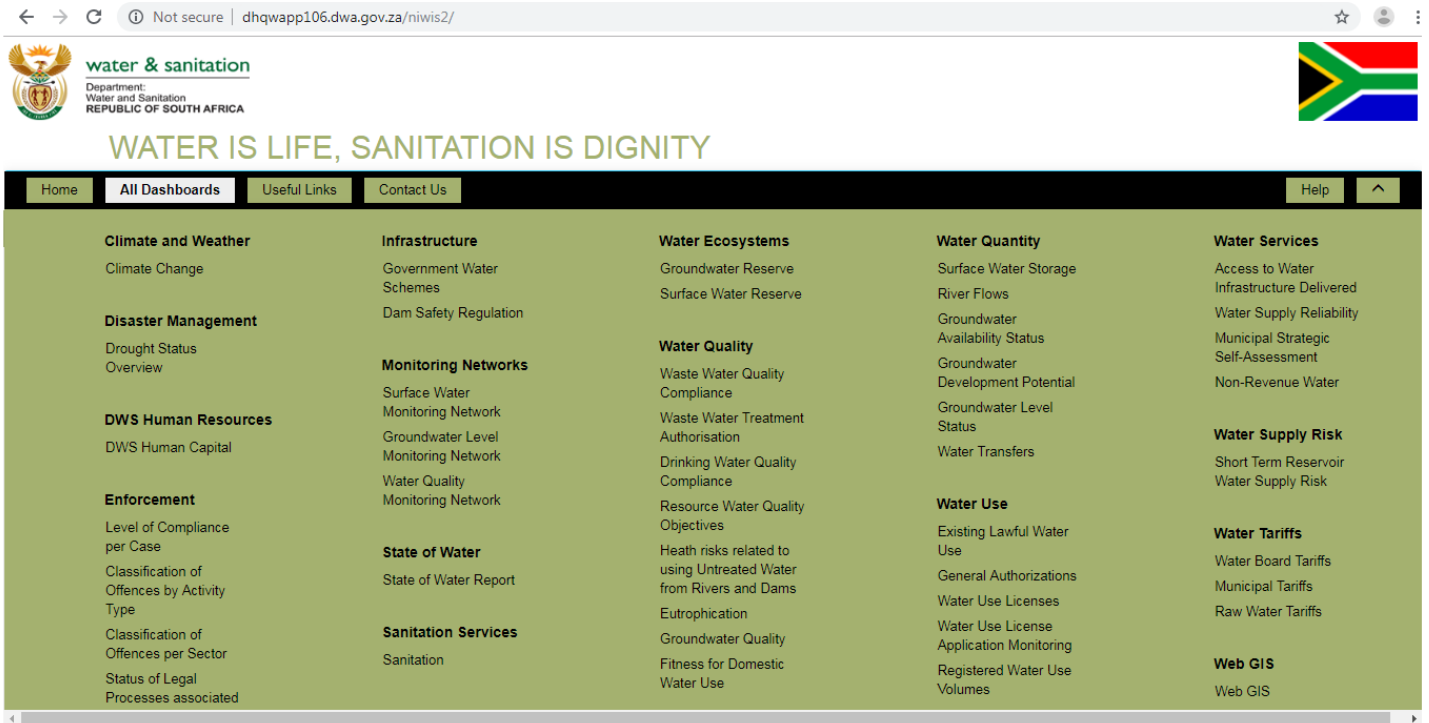 Not secure
dhqwapp106.dwa.gov.za/niwis2/
water & sanitation
Department:
Water and Sanitation
REPUBLIC OF SOUTH AFRICA
WATER IS LIFE, SANITATION IS DIGNITY
Home
All Dashboards
Useful Links
Contact Us
Help
Climate and Weather
Climate Change
Disaster Management
Drought Status
Overview
DWS Human Resources
DWS Human Capital
Enforcement
Level of Compliance
per Case
Classification of
Offences by Activity
Type
Classification of
Offences per Sector
Status of Legal
Processes associated
Infrastructure
Government Water
Schemes
Dam Safety Regulation
Monitoring Networks
Surface Water
Monitoring Network
Groundwater Level
Monitoring Network
Water Quality
Monitoring Network
State of Water
State of Water Report
Sanitation Services
Sanitation
Water Ecosystems
Groundwater Reserve
Surface Water Reserve
Water Quality
Waste Water Quality
Compliance
Waste Water Treatment
Authorisation
Drinking Water Quality
Compliance
Resource Water Quality
Objectives
Heath risks related to
using Untreated Water
from Rivers and Dams
Eutrophication
Groundwater Quality
Fitness for Domestic
Water Use
Water Quantity
Surface Water Storage
River Flows
Groundwater
Availability Status
Groundwater
Development Potential
Groundwater Level
Status
Water Transfers
Water Use
Existing Lawful Water
Use
General Authorizations
Water Use Licenses
Water Use License
Application Monitoring
Registered Water Use
Volumes
Water Services
Access to Water
Infrastructure Delivered
Water Supply Reliability
Municipal Strategic
Self-Assessment
Non-Revenue Water
Water Supply Risk
Short Term Reservoir
Water Supply Risk
Water Tariffs
Water Board Tariffs
Municipal Tariffs
Raw Water Tariffs
Web GIS
Web GIS